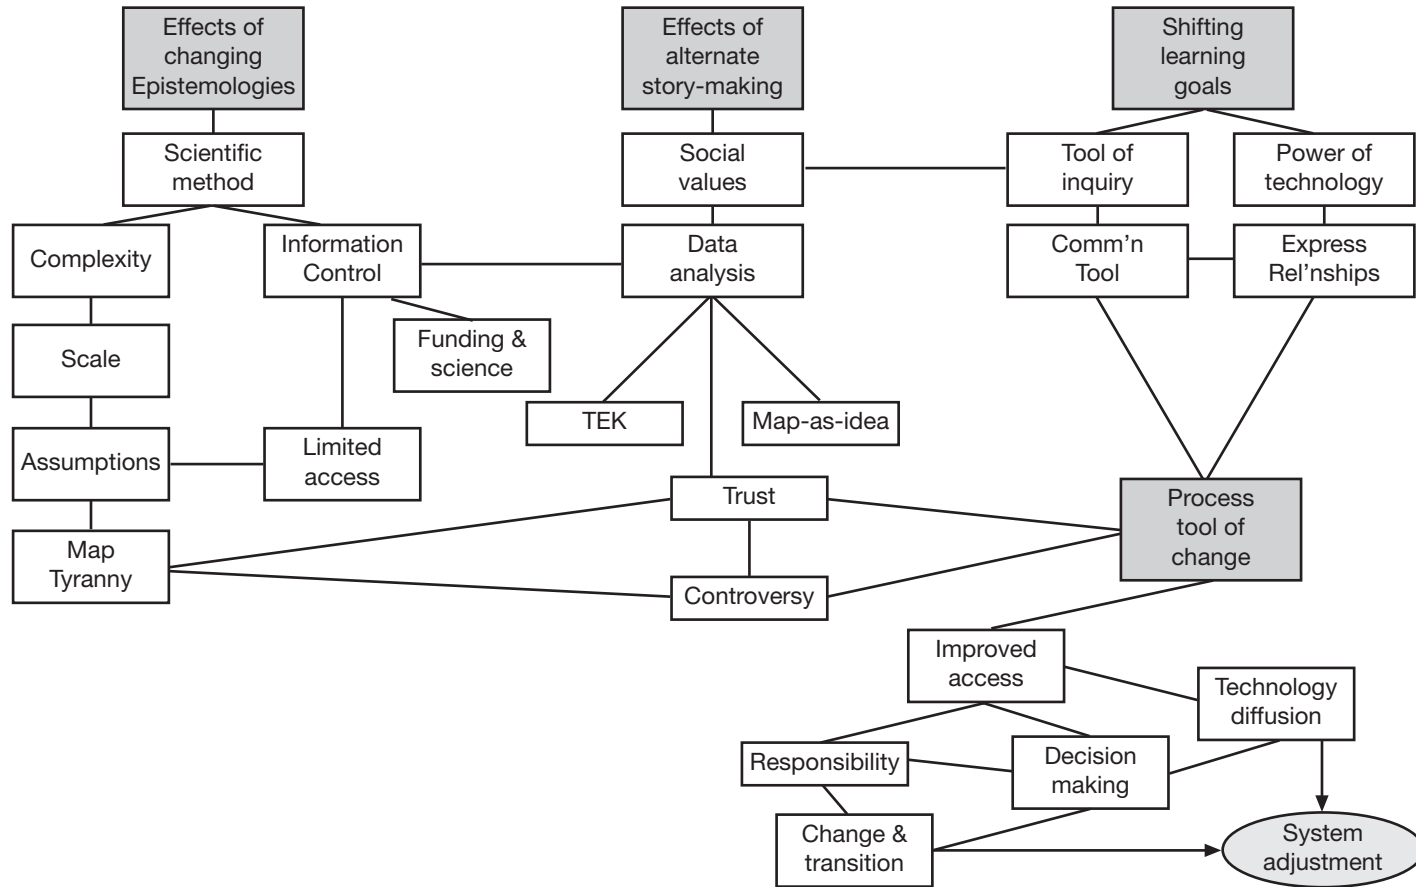 Effects of
changing
Epistemologies
Effects of
alternate
story-making
Shifting
learning
goals
Scientific
method
Social
values
Tool of
inquiry
Power of
technology
Complexity
Information
Control
Data
analysis
Comm'n
Tool
Express
Rel'nships
Funding &
science
Scale
TEK
Map-as-idea
Assumptions
Limited
access
Trust
Process
tool of
change
Map
Tyranny
Controversy
Improved
access
Technology
diffusion
Responsibility
Decision
making
Change &
transition
System
adjustment